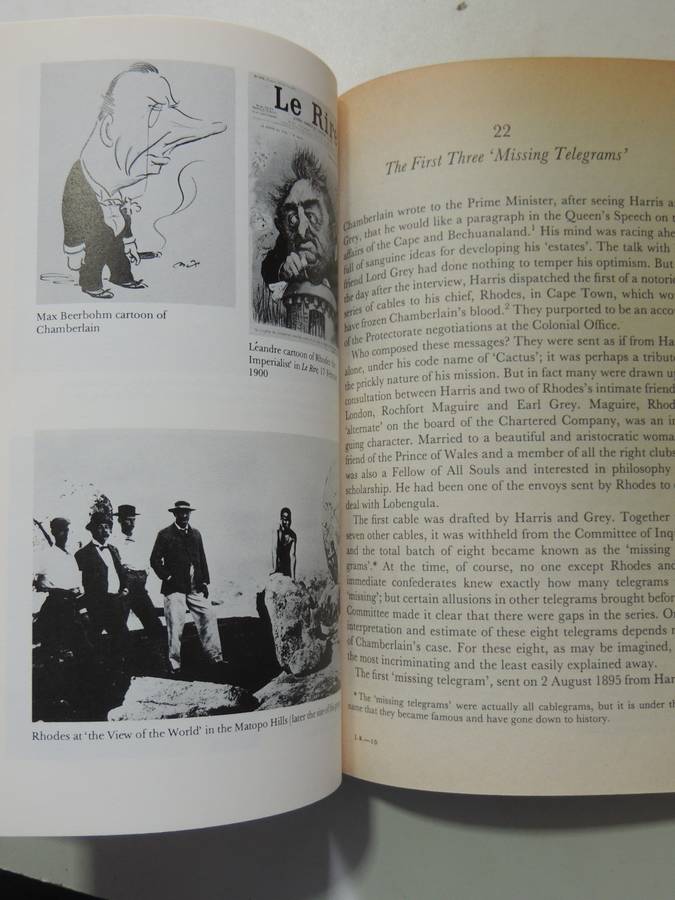 Max Beerbohm cartoon of
Chamberlain
Le Rire
Léandre cartoon of Rhodes
Imperialist' in Le Rire,
1900
Rhodes at 'the View of the World' in the Matopo Hills (later the site of his
22
The First Three 'Missing Telegrams'
Chamberlain wrote to the Prime Minister, after seeing Harris a
Grey, that he would like a paragraph in the Queen's Speech on t
affairs of the Cape and Bechuanaland.¹ His mind was racing ahe
full of sanguine ideas for developing his 'estates'. The talk with
friend Lord Grey had done nothing to temper his optimism. But
the day after the interview, Harris dispatched the first of a notori
series of cables to his chief, Rhodes, in Cape Town, which wo
have frozen Chamberlain's blood.² They purported to be an acco
of the Protectorate negotiations at the Colonial Office.
Who composed these messages? They were sent as if from Ha
alone, under his code name of 'Cactus'; it was perhaps a tribute
the prickly nature of his mission. But in fact many were drawn u
consultation between Harris and two of Rhodes's intimate friend
London, Rochfort Maguire and Earl Grey. Maguire, Rhod
'alternate' on the board of the Chartered Company, was an in
guing character. Married to a beautiful and aristocratic woma
friend of the Prince of Wales and a member of all the right clubs
was also a Fellow of All Souls and interested in philosophy
scholarship. He had been one of the envoys sent by Rhodes to
deal with Lobengula.
The first cable was drafted by Harris and Grey. Together
seven other cables, it was withheld from the Committee of Inq
and the total batch of eight became known as the 'missing
grams'.* At the time, of course, no one except Rhodes and
immediate confederates knew exactly how many telegrams
'missing'; but certain allusions in other telegrams brought befor
Committee made it clear that there were gaps in the series. O
interpretation and estimate of these eight telegrams depends
of Chamberlain's case. For these eight, as may be imagined,
the most incriminating and the least easily explained away.
The first 'missing telegram', sent on 2 August 1895 from Har
* The 'missing telegrams' were actually all cablegrams, but it is under th
name that they became famous and have gone down to history.
J.R.—10